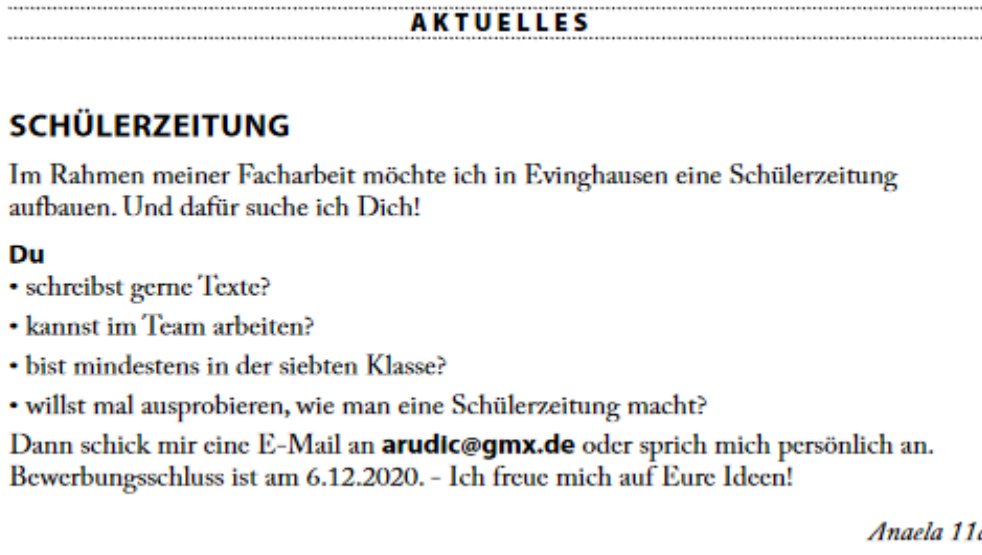 AKTUELLES
SCHÜLERZEITUNG
Im Rahmen meiner Facharbeit möchte ich in Evinghausen eine Schülerzeitung
aufbauen. Und dafür suche ich Dich!
Du
• schreibst gerne Texte?
• kannst im Team arbeiten?
• bist mindestens in der siebten Klasse?
• willst mal ausprobieren, wie man eine Schülerzeitung macht?
Dann schick mir eine E-Mail an arudic@gmx.de oder sprich mich persönlich an.
Bewerbungsschluss ist am 6.12.2020. - Ich freue mich auf Eure Ideen!
Anaela